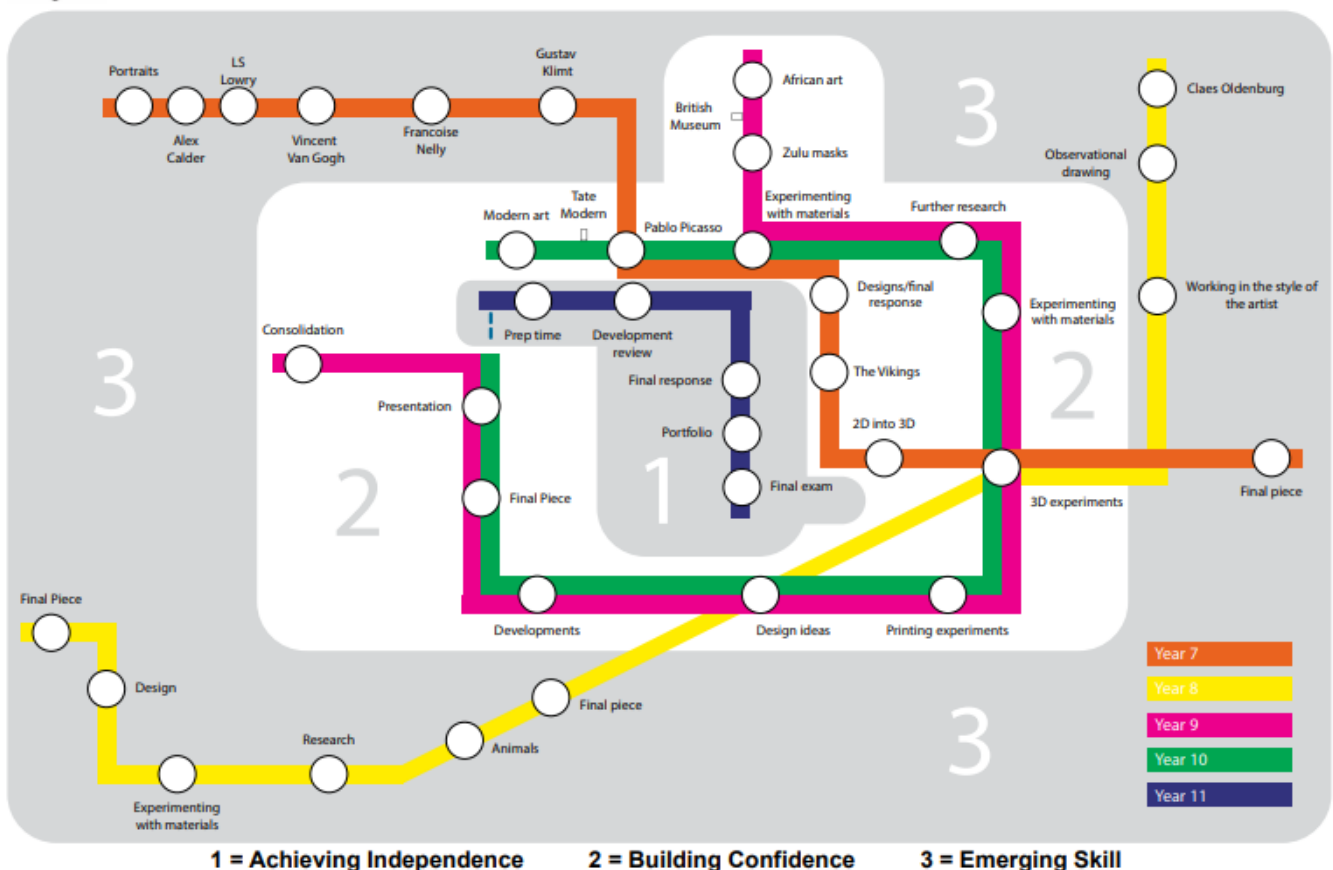 Portraits
LS
Lowry
Gustav
Klimt
Alex
Calder
Vincent
Van Gogh
Francoise
Nelly
African art
British
Museum
Zulu masks
3
Claes Oldenburg
Observational
drawing
Tate
Modern
Modern art
Pablo Picasso
Experimenting
with materials
Further research
Designs/final
response
Experimenting
with materials
Working in the style of
the artist
Consolidation
Prep time
Development
review
3
Presentation
Final response
The Vikings
2
Portfolio
2D into 3D
2
Final Piece
1
Final exam
3D experiments
Final piece
Final Piece
Developments
Design ideas
Printing experiments
Design
Final piece
Research
Animals
3
Experimenting
with materials
Year 7
Year 8
Year 9
Year 10
Year 11
1 = Achieving Independence
2 = Building Confidence
3 = Emerging Skill